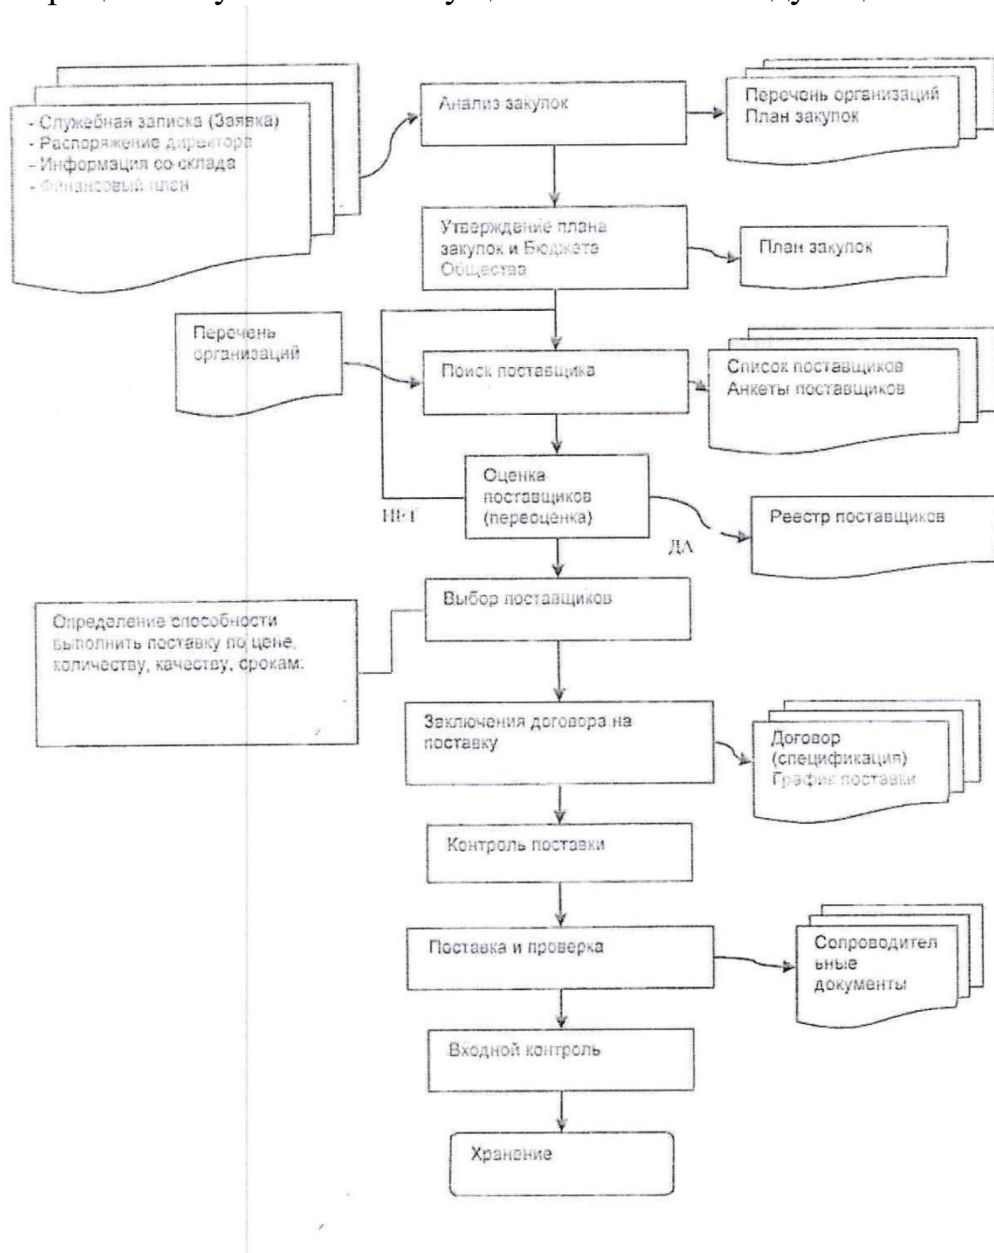 Анализ закупок
Перечень организаций
План закупок
- Служебная записка (Заявка)
- Распоряжение директора
- Информация со склада
- Финансовый план
Утверждение плана
закупок и Бюджета
Общества
План закупок
Перечень
организаций
Поиск поставщика
Список поставщиков
Анкеты поставщиков
Оценка
поставщиков
(переоценка)
НЕТ
ДА
Реестр поставщиков
Выбор поставщиков
Определение способности
выполнить поставку по цене,
количеству, качеству, срокам:
Заключения договора на
поставку
Договор
(спецификация)
График поставки
Контроль поставки
Поставка и проверка
Сопроводител
ьные
документы
Входной контроль
Хранение